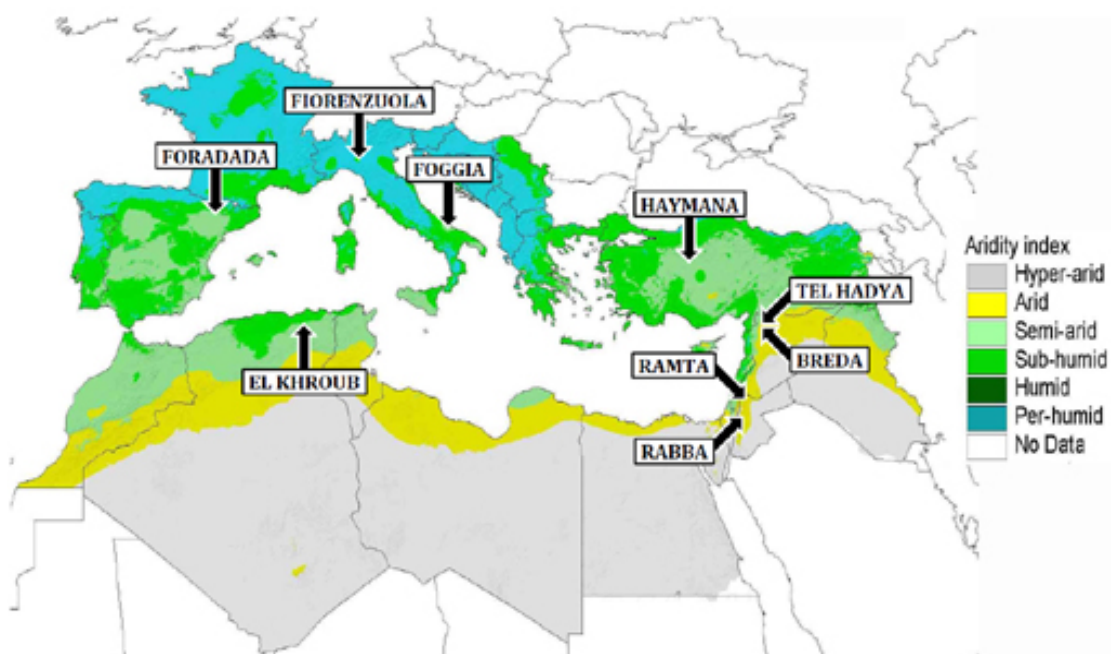 FIORENZUOLA
FORADADA
FOGGIA
HAYMANA
TEL HADYA
BREDA
RAMTA
EL KHROUB
RABBA
Aridity index
Hyper-arid
Arid
Semi-arid
Sub-humid
Humid
Per-humid
No Data